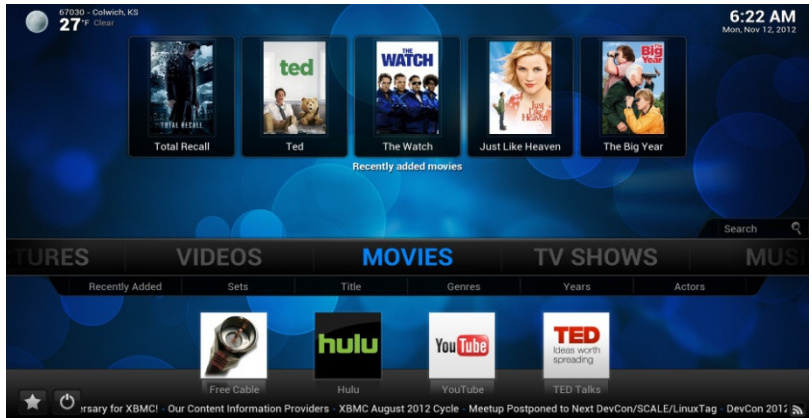 67030 - Colwich, KS
27°F Clear
6:22 AM
Mon, Nov 12, 2012
TOTAL RECALL
ted
THE
WATCH
Just
Like
Heaven
the
Big
Year
Total Recall
Ted
The Watch
Just Like Heaven
The Big Year
Recently added movies
Search
TURES VIDEOS MOVIES TV SHOWS MUSI
Recently Added Sets Title Genres Years Actors
hulu
You Tube
TED
Ideas worth
spreading
Free Cable
Hulu
YouTube
TED Talks
ersary for XBMC! - Our Content Information Providers - XBMC August 2012 Cycle - Meetup Postponed to Next DevCon/SCALE/LinuxTag - DevCon 2012